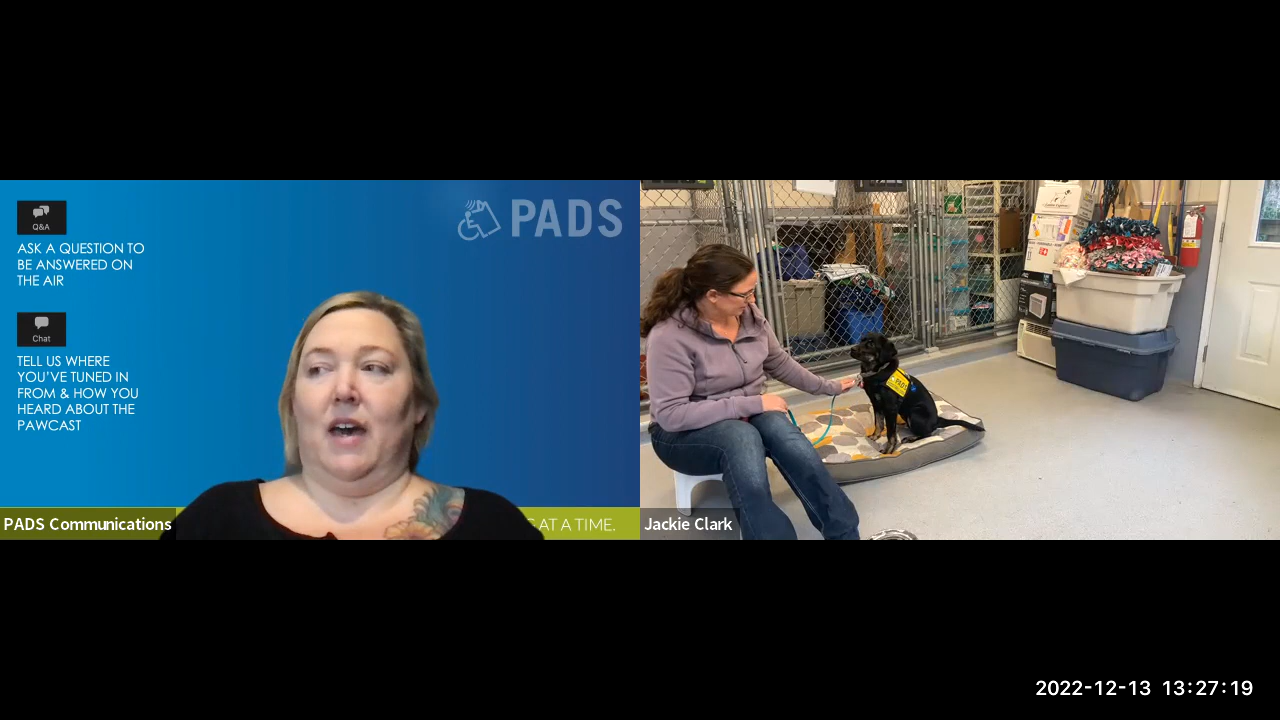 Q&A
ASK A QUESTION TO
BE ANSWERED ON
THE AIR
Chat
TELL US WHERE
YOU'VE TUNED IN
FROM & HOW YOU
HEARD ABOUT THE
PAWCAST
PADS
PADS Communications
AT A TIME.
PADS
Jackie Clark
2022-12-13 13:27:19